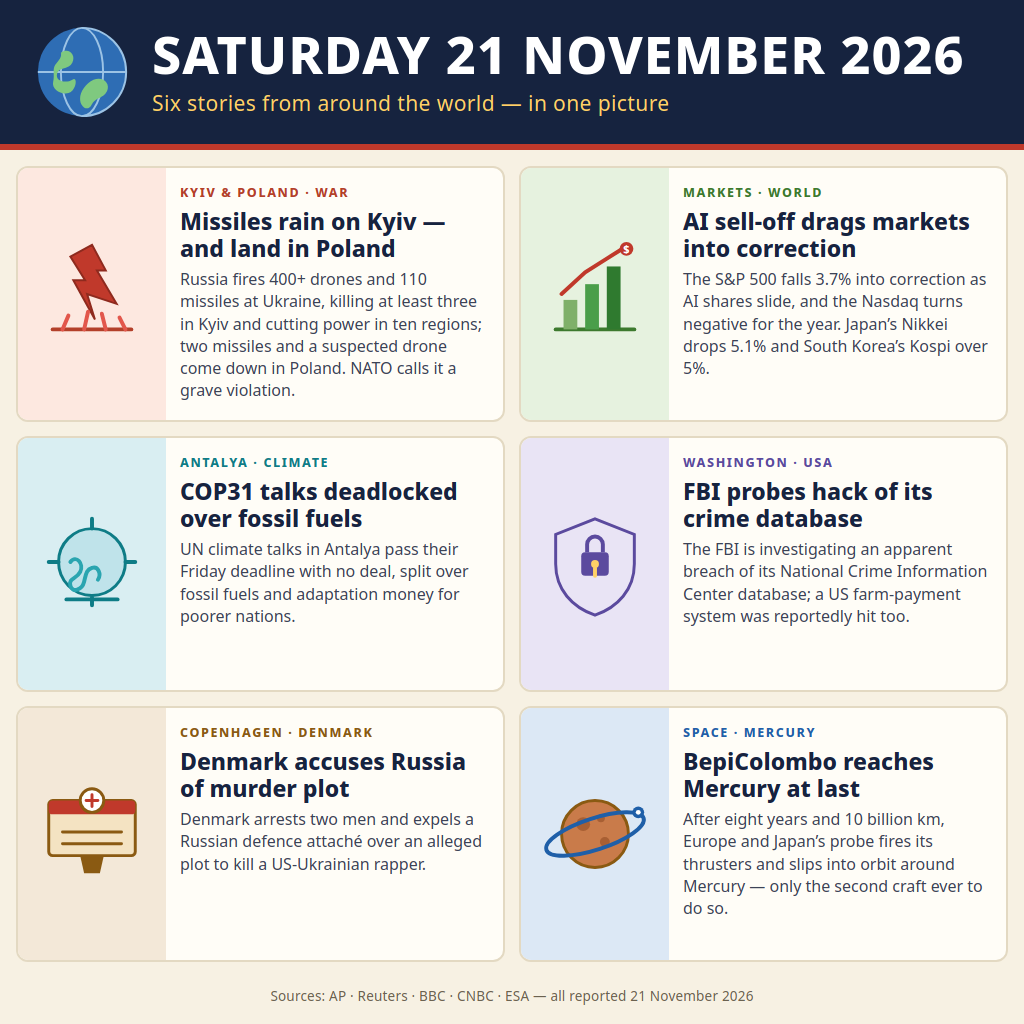 SATURDAY 21 NOVEMBER 2026
Six stories from around the world — in one picture
KYIV & POLAND · WAR
Missiles rain on Kyiv —
and land in Poland
Russia fires 400+ drones and 110
missiles at Ukraine, killing at least three
in Kyiv and cutting power in ten regions;
two missiles and a suspected drone
come down in Poland. NATO calls it a
grave violation.
MARKETS · WORLD
AI sell-off drags markets
into correction
The S&P 500 falls 3.7% into correction as
AI shares slide, and the Nasdaq turns
negative for the year. Japan’s Nikkei
drops 5.1% and South Korea’s Kospi over
5%.
$
ANTALYA · CLIMATE
COP31 talks deadlocked
over fossil fuels
UN climate talks in Antalya pass their
Friday deadline with no deal, split over
fossil fuels and adaptation money for
poorer nations.
WASHINGTON · USA
FBI probes hack of its
crime database
The FBI is investigating an apparent
breach of its National Crime Information
Center database; a US farm-payment
system was reportedly hit too.
COPENHAGEN · DENMARK
Denmark accuses Russia
of murder plot
Denmark arrests two men and expels a
Russian defence attaché over an alleged
plot to kill a US-Ukrainian rapper.
SPACE · MERCURY
BepiColombo reaches
Mercury at last
After eight years and 10 billion km,
Europe and Japan’s probe fires its
thrusters and slips into orbit around
Mercury — only the second craft ever to
do so.
Sources: AP · Reuters · BBC · CNBC · ESA — all reported 21 November 2026